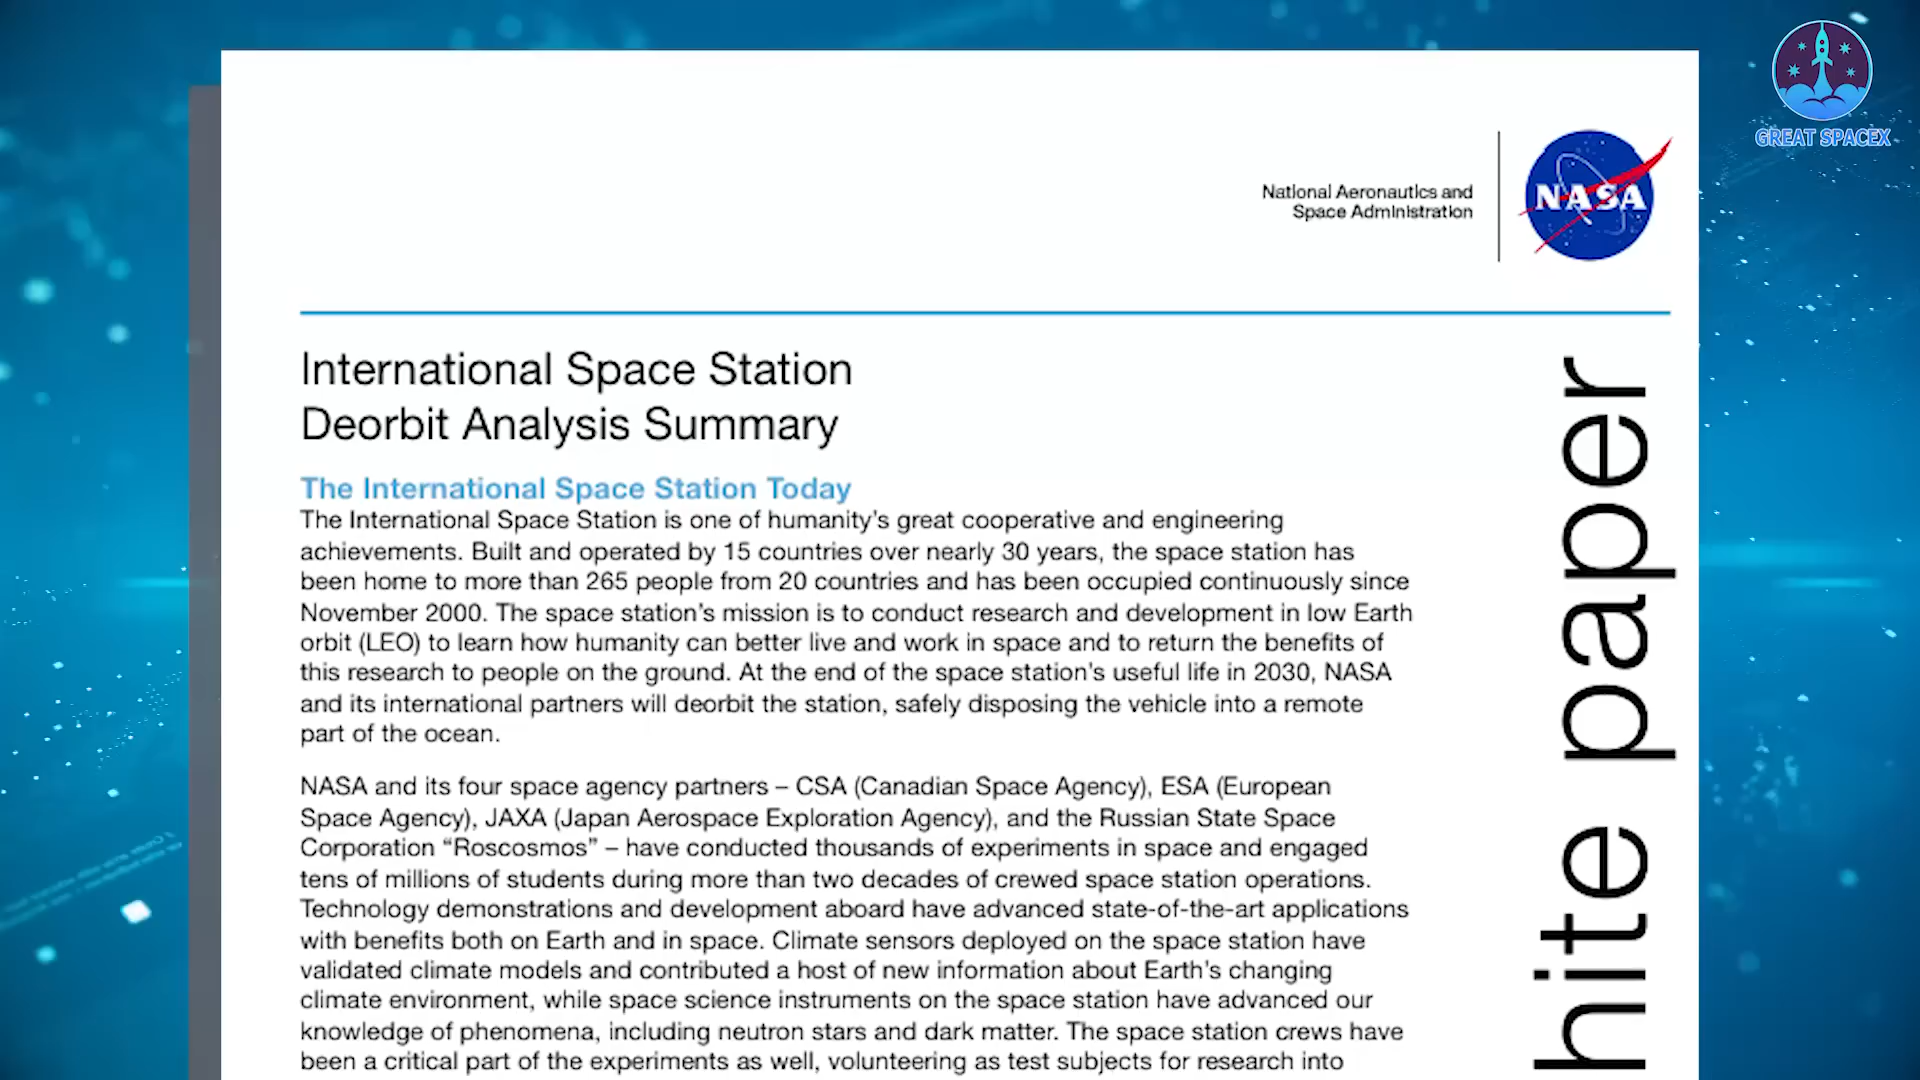 GREAT SPACEX
National Aeronautics and
Space Administration
NASA
International Space Station
Deorbit Analysis Summary
The International Space Station Today
The International Space Station is one of humanity's great cooperative and engineering
achievements. Built and operated by 15 countries over nearly 30 years, the space station has
been home to more than 265 people from 20 countries and has been occupied continuously since
November 2000. The space station's mission is to conduct research and development in low Earth
orbit (LEO) to learn how humanity can better live and work in space and to return the benefits of
this research to people on the ground. At the end of the space station's useful life in 2030, NASA
and its international partners will deorbit the station, safely disposing the vehicle into a remote
part of the ocean.
NASA and its four space agency partners – CSA (Canadian Space Agency), ESA (European
Space Agency), JAXA (Japan Aerospace Exploration Agency), and the Russian State Space
Corporation “Roscosmos” – have conducted thousands of experiments in space and engaged
tens of millions of students during more than two decades of crewed space station operations.
Technology demonstrations and development aboard have advanced state-of-the-art applications
with benefits both on Earth and in space. Climate sensors deployed on the space station have
validated climate models and contributed a host of new information about Earth's changing
climate environment, while space science instruments on the space station have advanced our
knowledge of phenomena, including neutron stars and dark matter. The space station crews have
been a critical part of the experiments as well, volunteering as test subjects for research into
hite paper